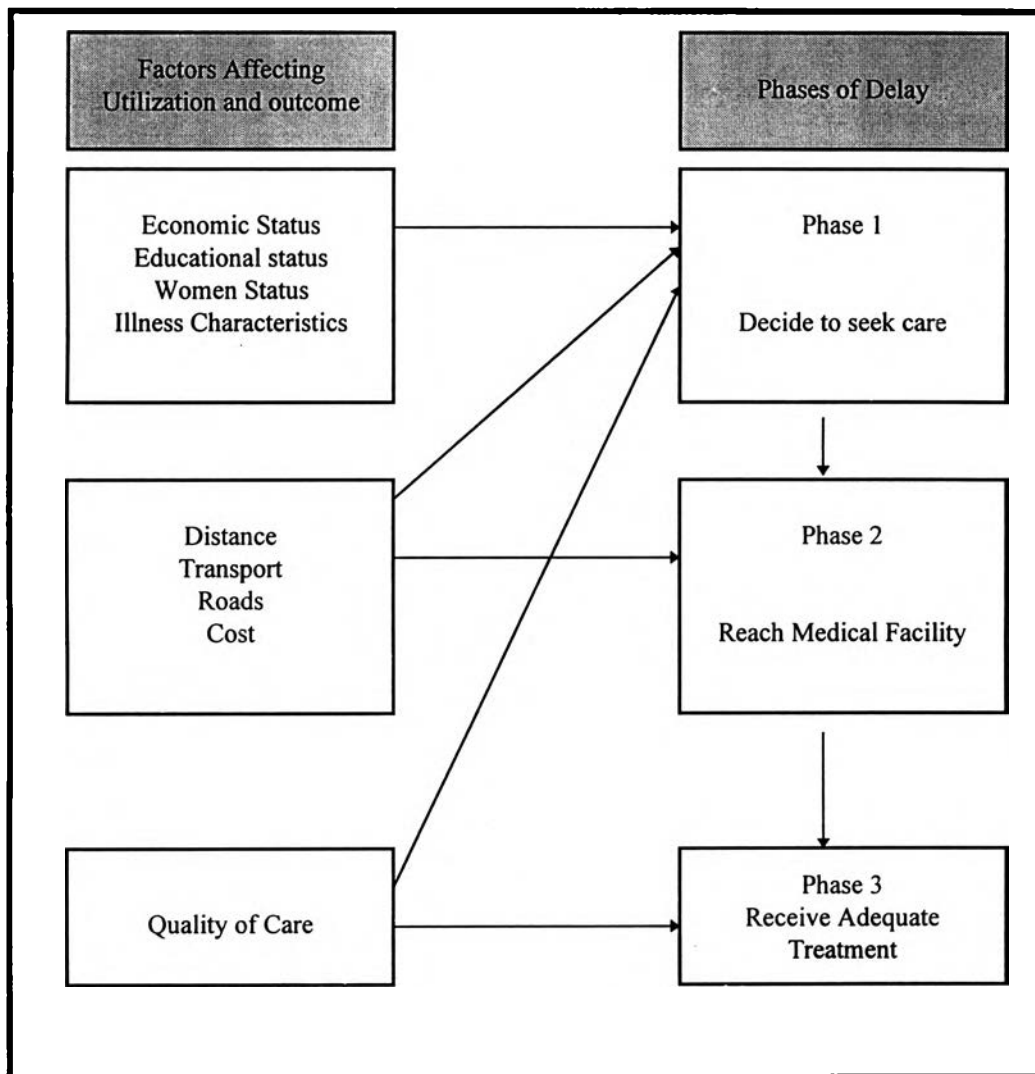 Factors Affecting
Utilization and outcome
Phases of Delay
Economic Status
Educational status
Women Status
Illness Characteristics
Phase 1
Decide to seek care
Distance
Transport
Roads
Cost
Phase 2
Reach Medical Facility
Quality of Care
Phase 3
Receive Adequate
Treatment